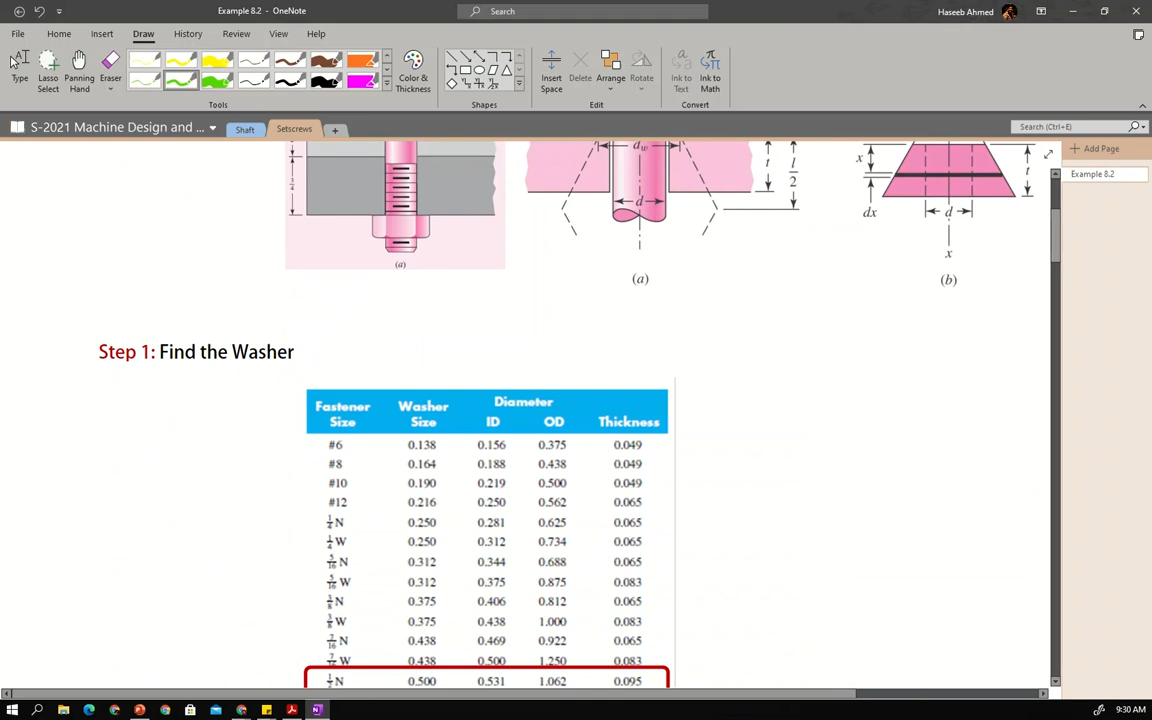 Example 8.2 - OneNote
Search
Haseeb Ahmed
File
Home
Insert
Draw
History
Review
View
Help
Type
Lasso Select
Panning Hand
Eraser
Color & Thickness
Insert Space
Delete
Arrange
Rotate
Ink to Text
Ink to Math
Tools
Shapes
Edit
Convert
S-2021 Machine Design and ...
Shaft
Setscrews
Search (Ctrl+E)
Add Page
Example 8.2
(a)
d_w
t
l/2
d
(a)
x
t
dx
d
x
(b)
Step 1: Find the Washer
Fastener Size Washer Size Diameter ID OD Thickness
#6 0.138 0.156 0.375 0.049
#8 0.164 0.188 0.438 0.049
#10 0.190 0.219 0.500 0.049
#12 0.216 0.250 0.562 0.065
1/4 N 0.250 0.281 0.625 0.065
1/4 W 0.250 0.312 0.734 0.065
5/16 N 0.312 0.344 0.688 0.065
5/16 W 0.312 0.375 0.875 0.083
3/8 N 0.375 0.406 0.812 0.065
3/8 W 0.375 0.438 1.000 0.083
7/16 N 0.438 0.469 0.922 0.065
7/16 W 0.438 0.500 1.250 0.083
1/2 N 0.500 0.531 1.062 0.095
9:30 AM